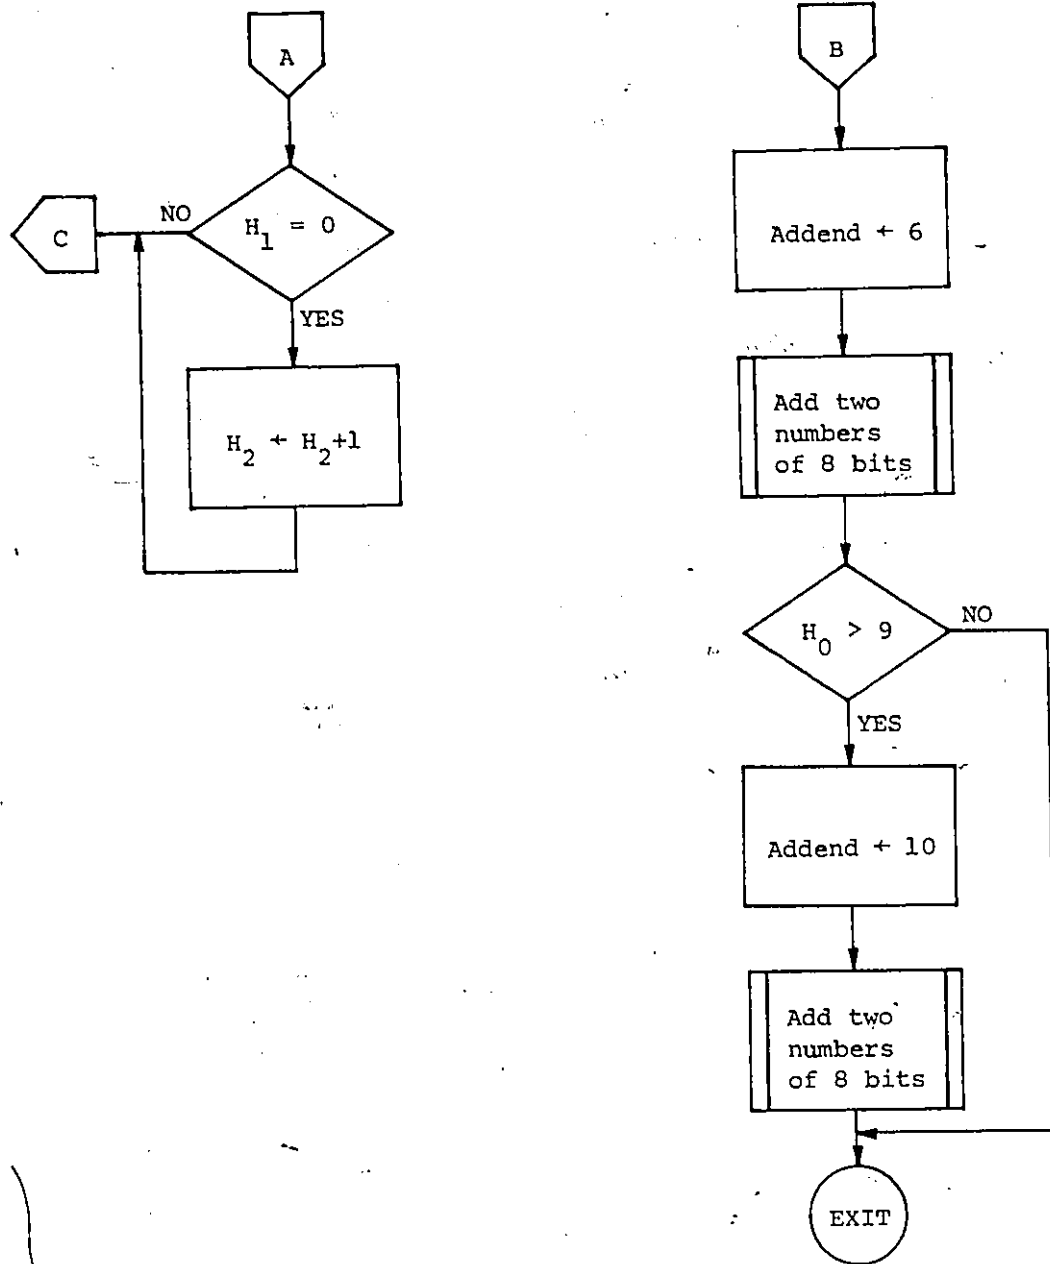 A
NO
C
H1 = 0
YES
H2 ← H2+1
B
Addend ← 6
Add two
numbers
of 8 bits
H0 > 9
NO
YES
Addend ← 10
Add two
numbers
of 8 bits
EXIT